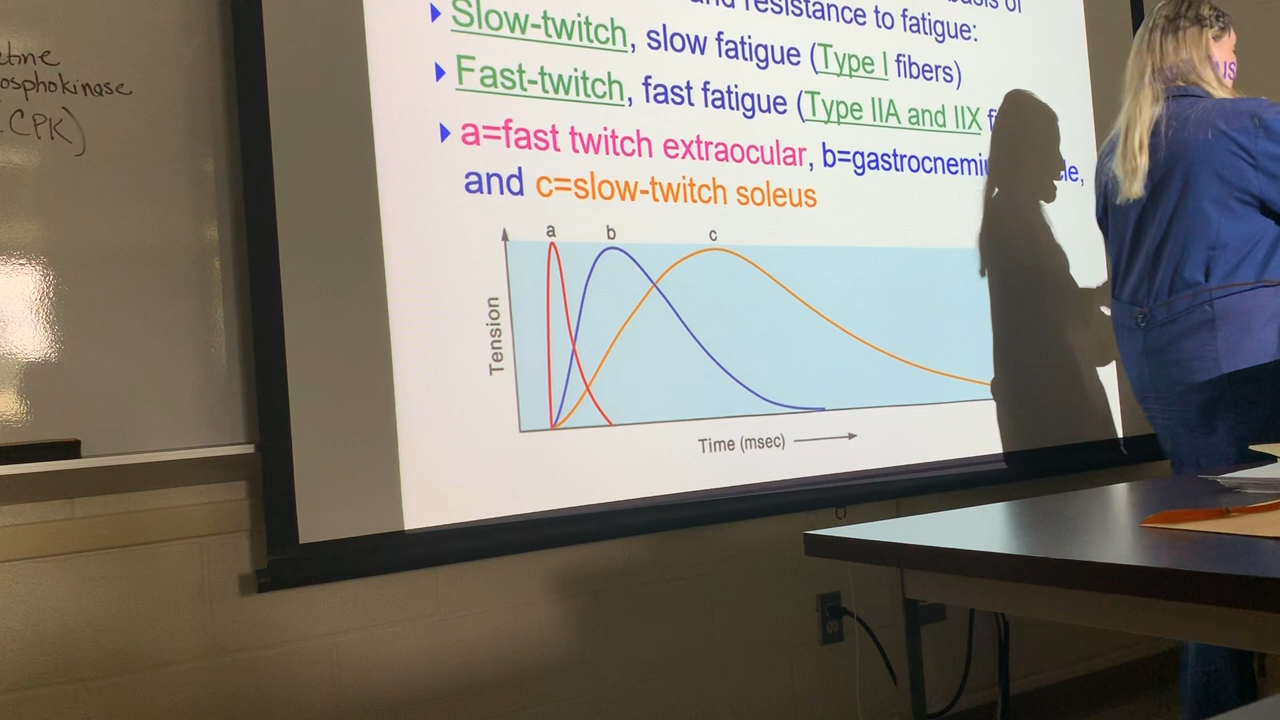 resistance to fatigue:
Slow-twitch, slow fatigue (Type I fibers)
Fast-twitch, fast fatigue (Type IIA and IIX
a=fast twitch extraocular, b=gastrocnemi
and c=slow-twitch soleus
a b c
Tension
Time (msec)
etine
osphokinase
(CPK)